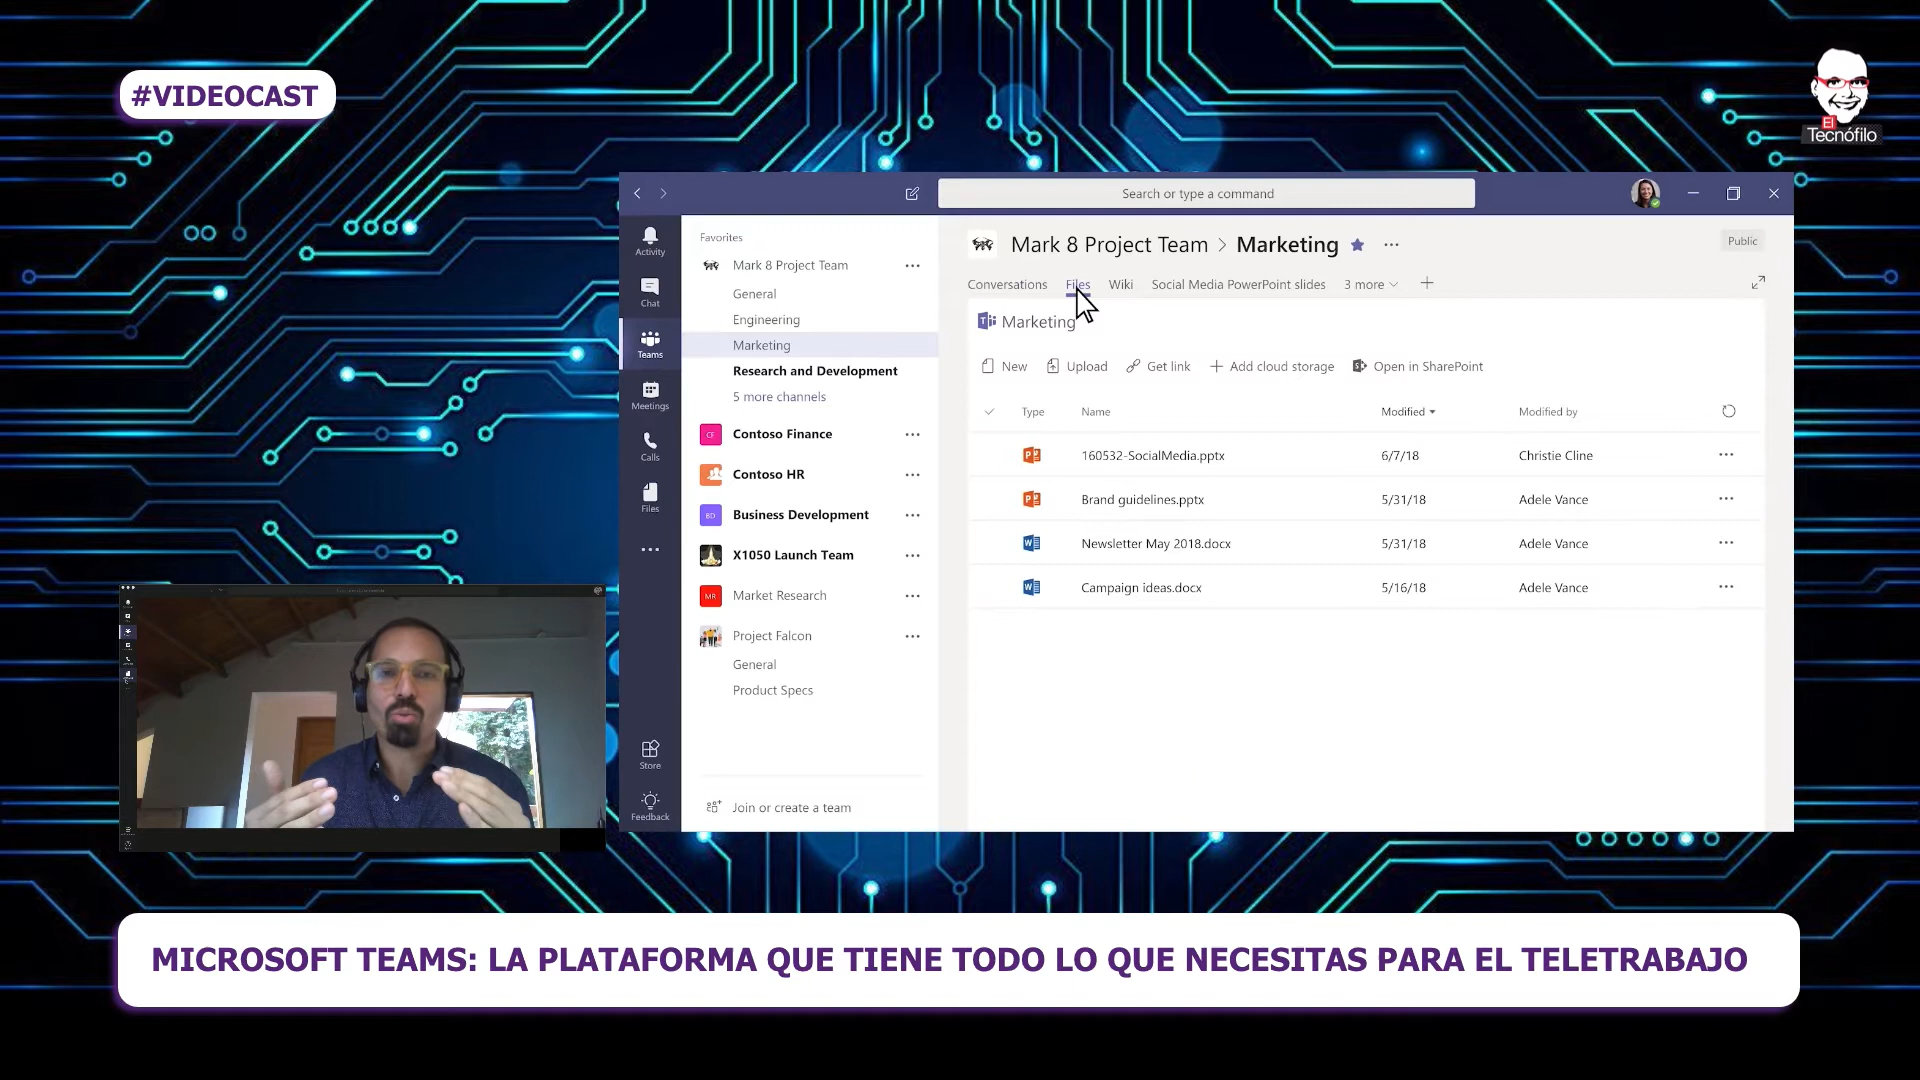 #VIDEOCAST
El
Tecnófilo
Search or type a command
Activity
Chat
Teams
Meetings
Calls
Files
Store
Feedback
Favorites
Mark 8 Project Team
General
Engineering
Marketing
Research and Development
5 more channels
CF
Contoso Finance
Contoso HR
BD
Business Development
X1050 Launch Team
MR
Market Research
Project Falcon
General
Product Specs
Join or create a team
Mark 8 Project Team > Marketing
Public
Conversations Files Wiki Social Media PowerPoint slides 3 more
Marketing
New Upload Get link Add cloud storage Open in SharePoint
Type Name Modified Modified by
160532-SocialMedia.pptx 6/7/18 Christie Cline
Brand guidelines.pptx 5/31/18 Adele Vance
Newsletter May 2018.docx 5/31/18 Adele Vance
Campaign ideas.docx 5/16/18 Adele Vance
MICROSOFT TEAMS: LA PLATAFORMA QUE TIENE TODO LO QUE NECESITAS PARA EL TELETRABAJO